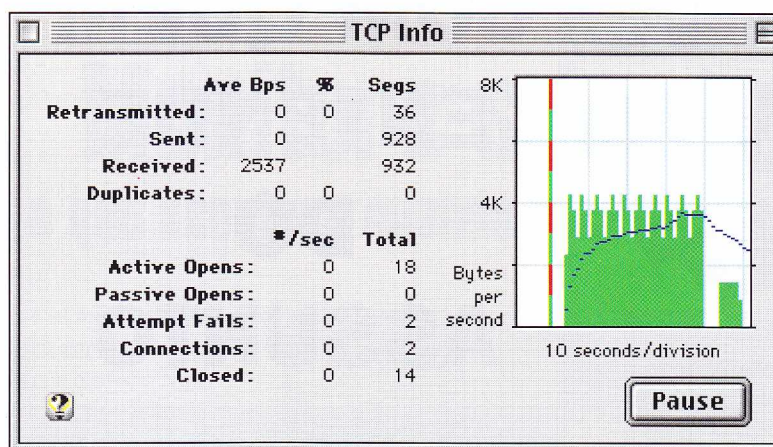 TCP Info
Ave Bps % Segs
Retransmitted: 0 0 36
Sent: 0 928
Received: 2537 932
Duplicates: 0 0 0
#/sec Total
Active Opens: 0 18
Passive Opens: 0 0
Attempt Fails: 0 2
Connections: 0 2
Closed: 0 14
8K
4K
Bytes
per
second
10 seconds/division
?
Pause